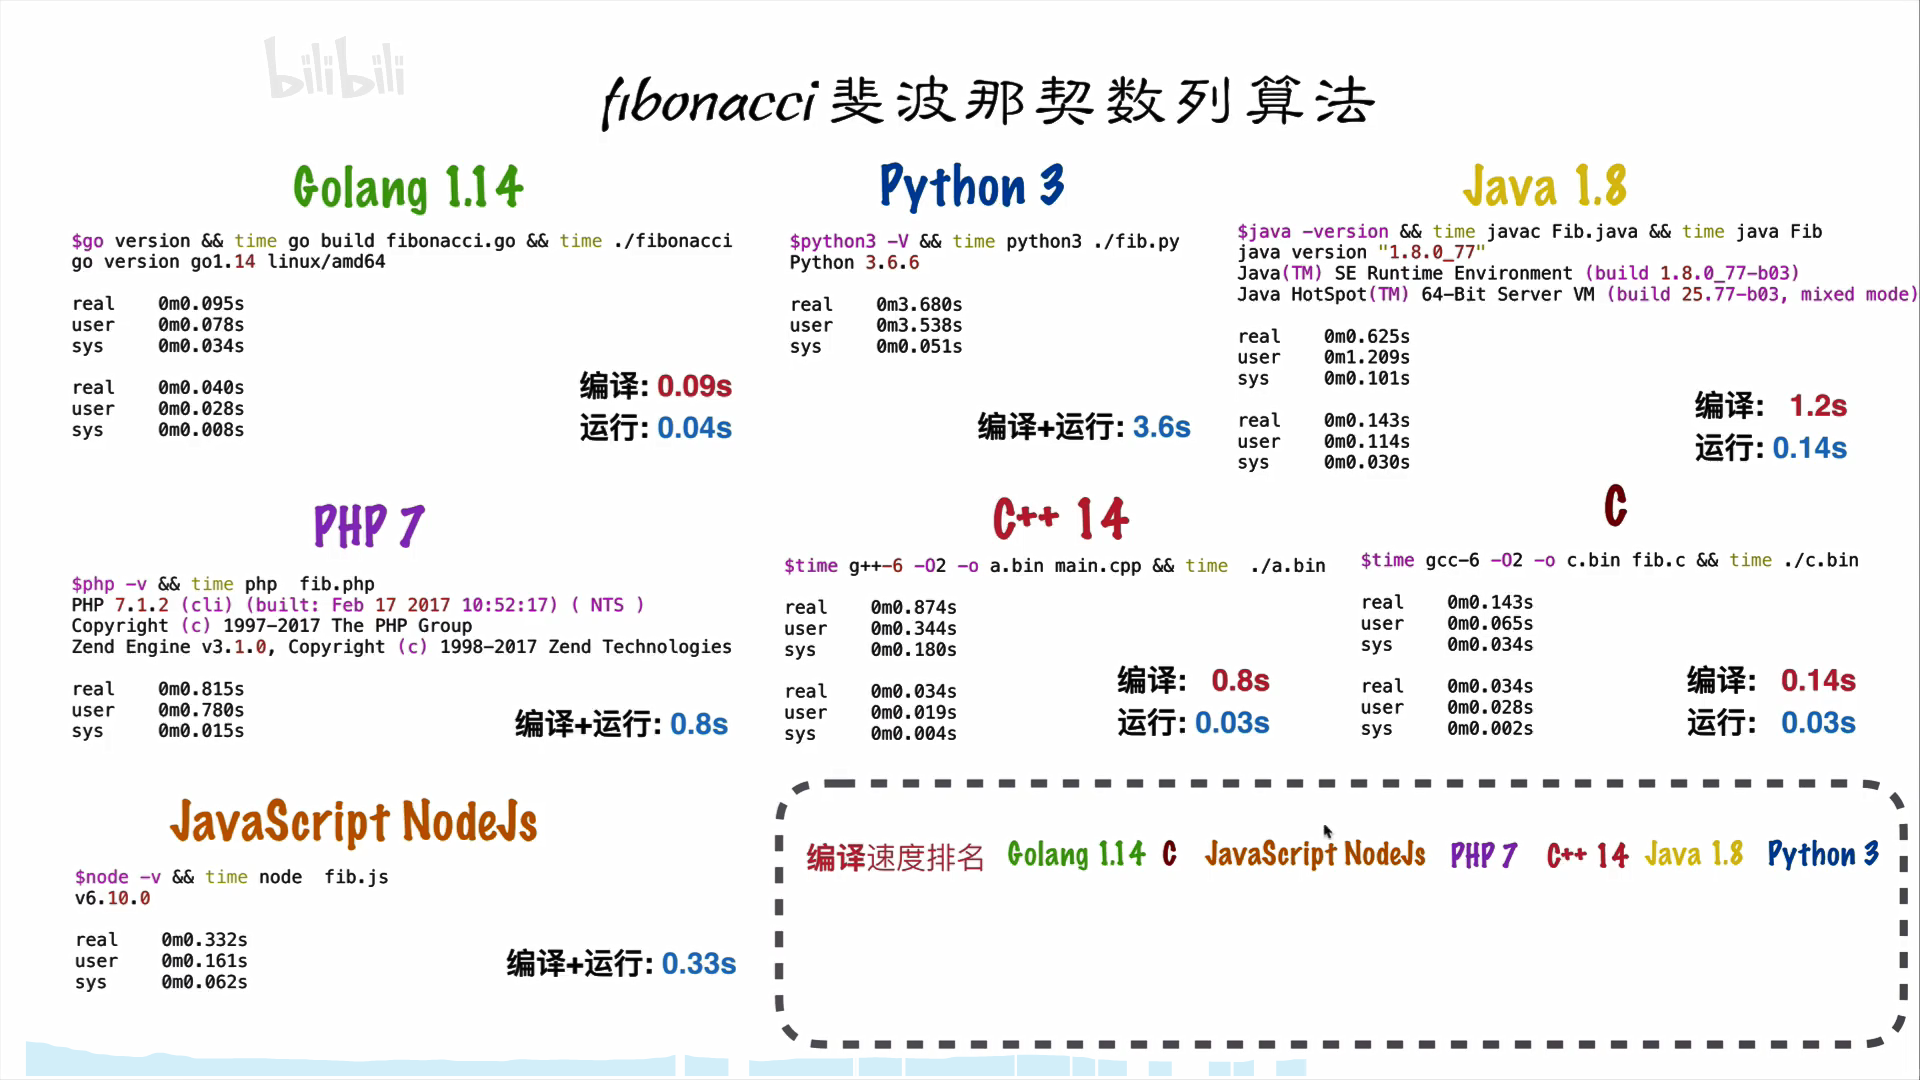 bilibili
fibonacci斐波那契数列算法
Golang 1.14
$go version && time go build fibonacci.go && time ./fibonacci
go version go1.14 linux/amd64
real 0m0.095s
user 0m0.078s
sys 0m0.034s
real 0m0.040s
user 0m0.028s
sys 0m0.008s
编译: 0.09s
运行: 0.04s
Python 3
$python3 -V && time python3 ./fib.py
Python 3.6.6
real 0m3.680s
user 0m3.538s
sys 0m0.051s
编译+运行: 3.6s
Java 1.8
$java -version && time javac Fib.java && time java Fib
java version "1.8.0_77"
Java(TM) SE Runtime Environment (build 1.8.0_77-b03)
Java HotSpot(TM) 64-Bit Server VM (build 25.77-b03, mixed mode)
real 0m0.625s
user 0m1.209s
sys 0m0.101s
real 0m0.143s
user 0m0.114s
sys 0m0.030s
编译: 1.2s
运行: 0.14s
PHP 7
$php -v && time php fib.php
PHP 7.1.2 (cli) (built: Feb 17 2017 10:52:17) ( NTS )
Copyright (c) 1997-2017 The PHP Group
Zend Engine v3.1.0, Copyright (c) 1998-2017 Zend Technologies
real 0m0.815s
user 0m0.780s
sys 0m0.015s
编译+运行: 0.8s
C++ 14
$time g++-6 -O2 -o a.bin main.cpp && time ./a.bin
real 0m0.874s
user 0m0.344s
sys 0m0.180s
real 0m0.034s
user 0m0.019s
sys 0m0.004s
编译: 0.8s
运行: 0.03s
C
$time gcc-6 -O2 -o c.bin fib.c && time ./c.bin
real 0m0.143s
user 0m0.065s
sys 0m0.034s
real 0m0.034s
user 0m0.028s
sys 0m0.002s
编译: 0.14s
运行: 0.03s
JavaScript NodeJs
$node -v && time node fib.js
v6.10.0
real 0m0.332s
user 0m0.161s
sys 0m0.062s
编译+运行: 0.33s
编译速度排名 Golang 1.14 C JavaScript NodeJs PHP 7 C++ 14 Java 1.8 Python 3